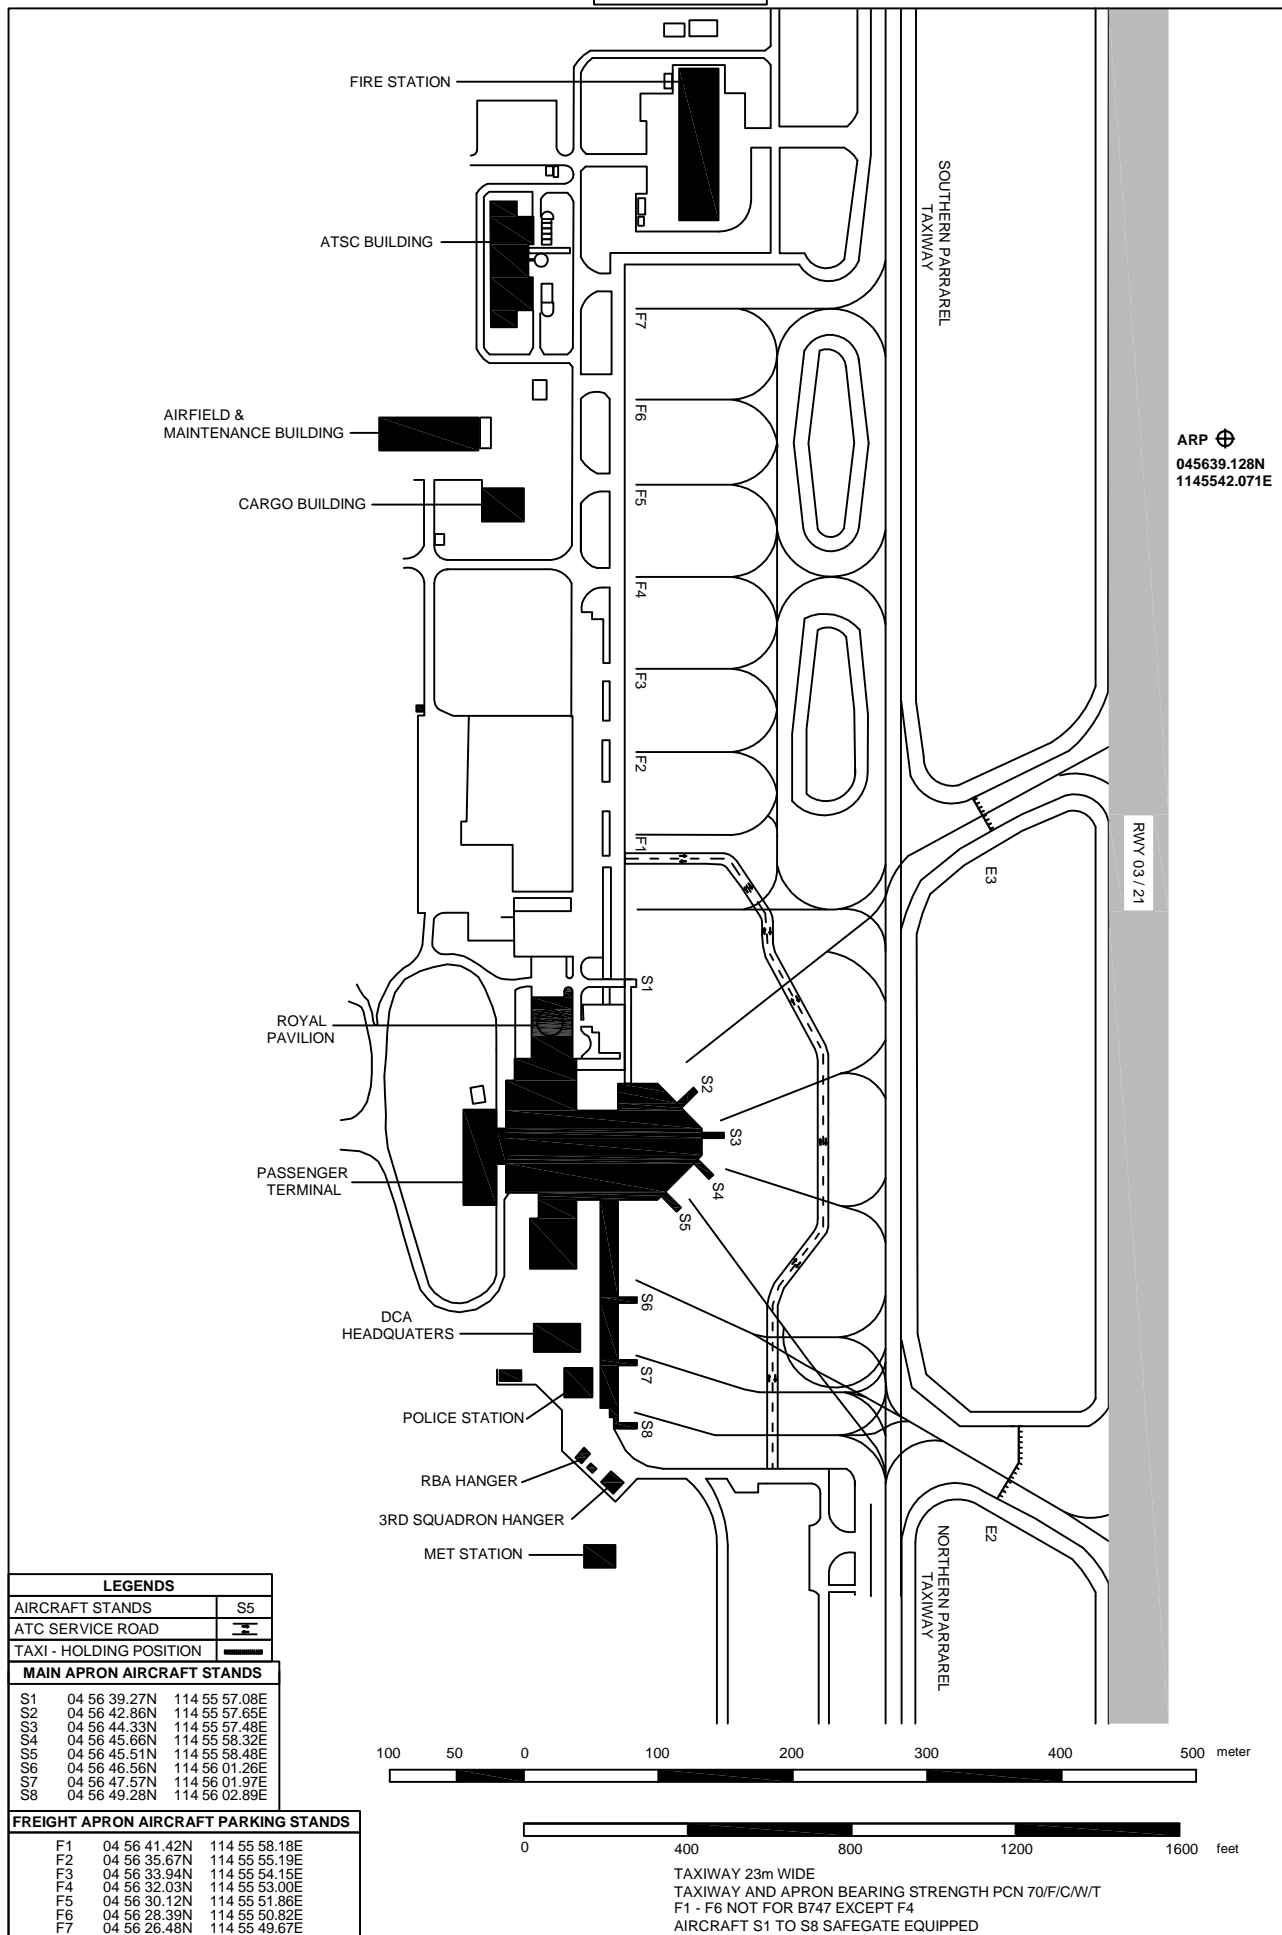 FIRE STATION
SOUTHERN PARRAREL
TAXIWAY
ATSC BUILDING
F7
AIRFIELD &
MAINTENANCE BUILDING
F6
ARP
045639.128N
1145542.071E
CARGO BUILDING
F5
F4
F3
F2
F1
RWY 03 / 21
E3
S1
ROYAL
PAVILION
S2
S3
PASSENGER
TERMINAL
S4
S5
S6
DCA
HEADQUATERS
S7
POLICE STATION
S8
RBA HANGER
3RD SQUADRON HANGER
E2
MET STATION
NORTHERN PARRAREL
TAXIWAY
LEGENDS
AIRCRAFT STANDS S5
ATC SERVICE ROAD
TAXI - HOLDING POSITION
MAIN APRON AIRCRAFT STANDS
S1 04 56 39.27N 114 55 57.08E
S2 04 56 42.86N 114 55 57.65E
S3 04 56 44.33N 114 55 57.48E
S4 04 56 45.66N 114 55 58.32E
S5 04 56 45.51N 114 55 58.48E
S6 04 56 46.56N 114 56 01.26E
S7 04 56 47.57N 114 56 01.97E
S8 04 56 49.28N 114 56 02.89E
FREIGHT APRON AIRCRAFT PARKING STANDS
F1 04 56 41.42N 114 55 58.18E
F2 04 56 35.67N 114 55 55.19E
F3 04 56 33.94N 114 55 54.15E
F4 04 56 32.03N 114 55 53.00E
F5 04 56 30.12N 114 55 51.86E
F6 04 56 28.39N 114 55 50.82E
F7 04 56 26.48N 114 55 49.67E
100 50 0 100 200 300 400 500 meter
0 400 800 1200 1600 feet
TAXIWAY 23m WIDE
TAXIWAY AND APRON BEARING STRENGTH PCN 70/F/C/W/T
F1 - F6 NOT FOR B747 EXCEPT F4
AIRCRAFT S1 TO S8 SAFEGATE EQUIPPED